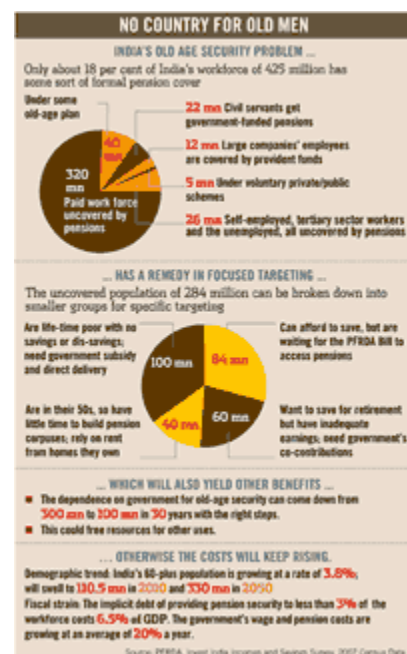 NO COUNTRY FOR OLD MEN
INDIA'S OLD AGE SECURITY PROBLEM ...
Only about 18 per cent of India's workforce of 425 million has
some sort of formal pension cover
Under some
old-age plan
40
mn
320
mn
Paid work force
uncovered by
pensions
22 mn Civil servants get
government-funded pensions
12 mn Large companies' employees
are covered by provident funds
5 mn Under voluntary private/public
schemes
26 mn Self-employed, tertiary sector workers
and the unemployed, all uncovered by pensions
... HAS A REMEDY IN FOCUSED TARGETING ...
The uncovered population of 284 million can be broken down into
smaller groups for specific targeting
Are life-time poor with no
savings or dis-savings;
need government subsidy
and direct delivery
100 mn
84 mn
Can afford to save, but are
waiting for the PFRDA Bill to
access pensions
Are in their 50s, so have
little time to build pension
corpuses; rely on rent
from homes they own
40 mn
60 mn
Want to save for retirement
but have inadequate
earnings; need government's
co-contributions
... WHICH WILL ALSO YIELD OTHER BENEFITS ...
The dependence on government for old-age security can come down from
300 mn to 100 mn in 30 years with the right steps.
This could free resources for other uses.
... OTHERWISE THE COSTS WILL KEEP RISING.
Demographic trend: India's 60-plus population is growing at a rate of 3.8%;
will swell to 110.5 mn in 2010 and 330 mn in 2050
Fiscal strain: The implicit debt of providing pension security to less than 3% of the
workforce costs 6.5% of GDP. The government's wage and pension costs are
growing at an average of 20% a year.
Source: PFRDA, Invest India Incomes and Savings Survey, 2007, Census Data